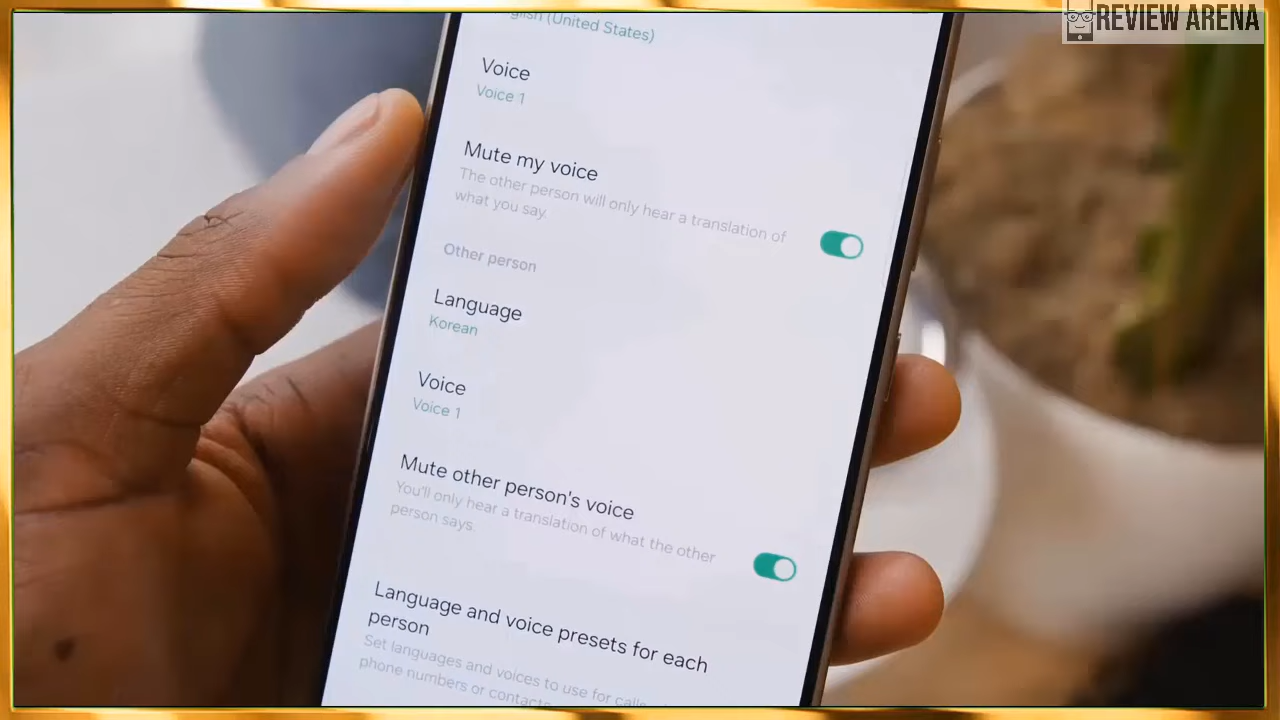 REVIEW ARENA
(United States)
Voice
Voice 1
Mute my voice
The other person will only hear a translation of
what you say.
Other person
Language
Korean
Voice
Voice 1
Mute other person's voice
You'll only hear a translation of what the other
person says.
Language and voice presets for each
person
Set languages and voices to use for
phone numbers or contacts